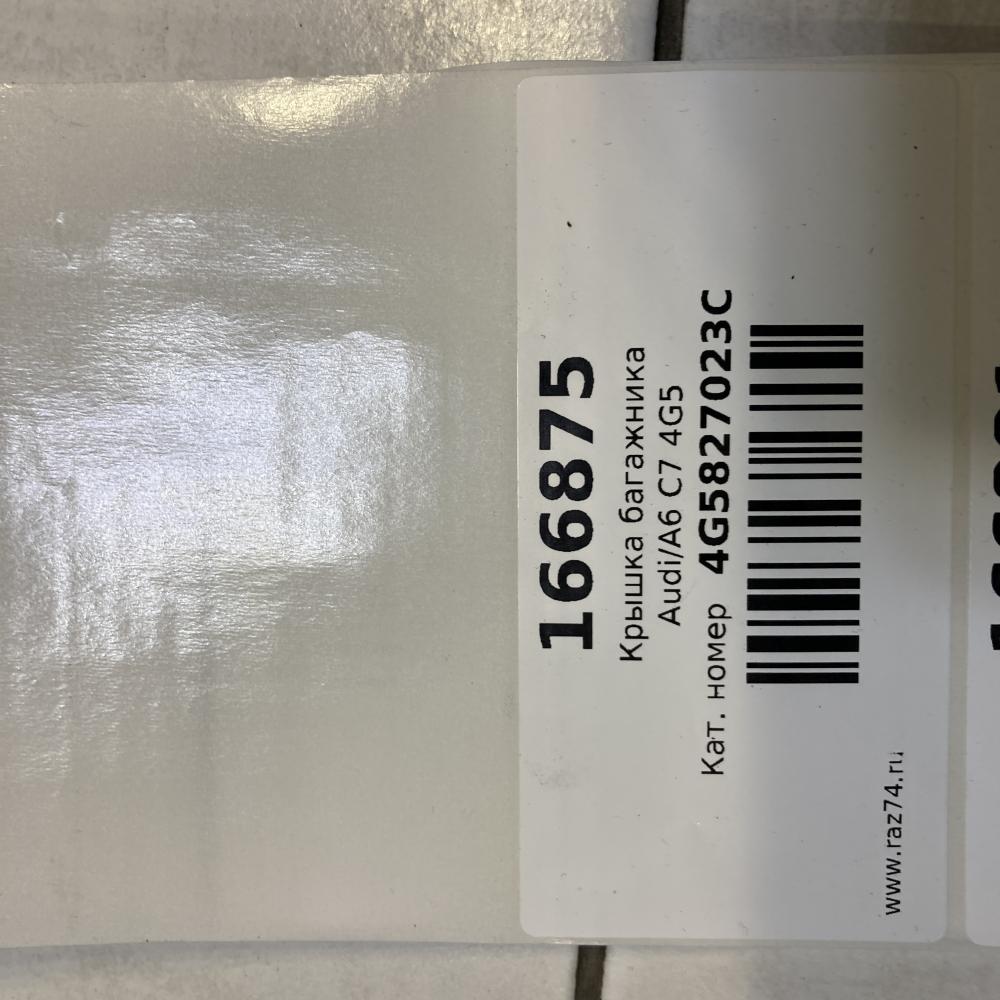 166875
Крышка багажника
Audi/A6 C7 4G5
Кат. номер 4G5827023C
www.raz74.ru